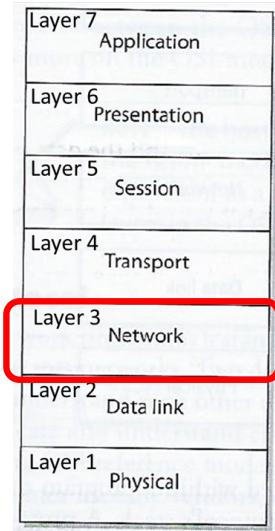 Layer 7
Application
Layer 6
Presentation
Layer 5
Session
Layer 4
Transport
Layer 3
Network
Layer 2
Data link
Layer 1
Physical